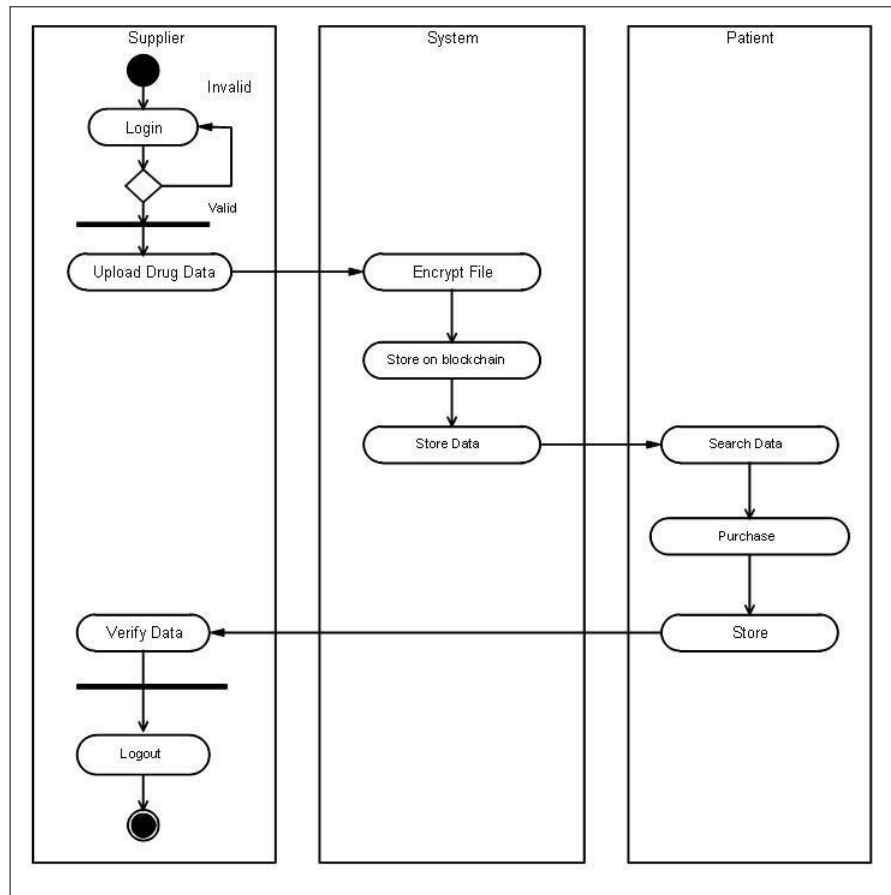 Supplier
System
Patient
Invalid
Login
Valid
Upload Drug Data
Encrypt File
Store on blockchain
Store Data
Search Data
Purchase
Verify Data
Store
Logout